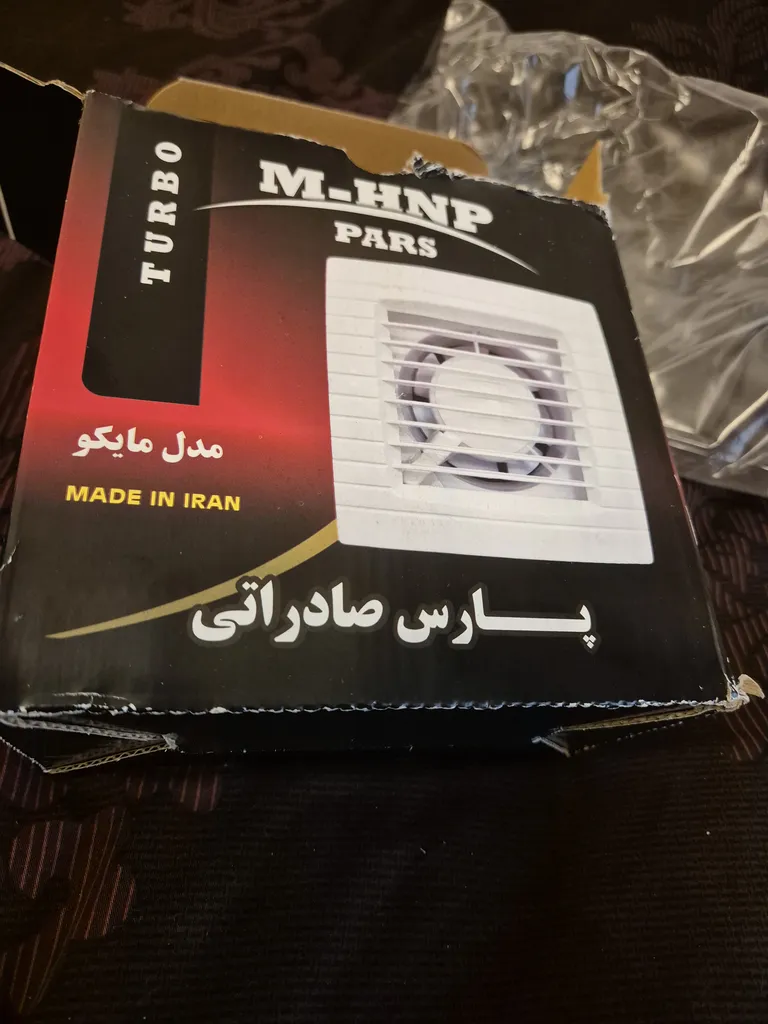 TURBO
M-HNP
PARS
مدل مایکو
MADE IN IRAN
پارس صادراتی